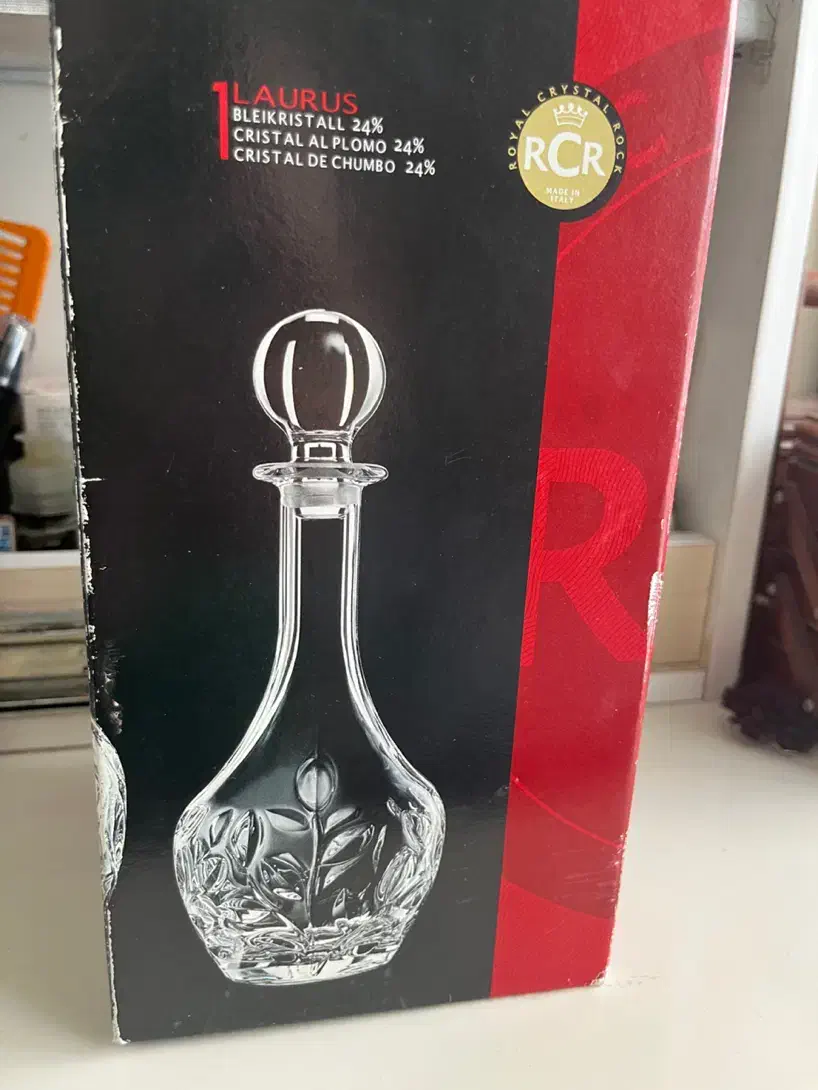 1 LAURUS
BLEIKRISTALL 24%
CRISTAL AL PLOMO 24%
CRISTAL DE CHUMBO 24%
ROYAL CRYSTAL ROCK
RCR
MADE IN
ITALY
R